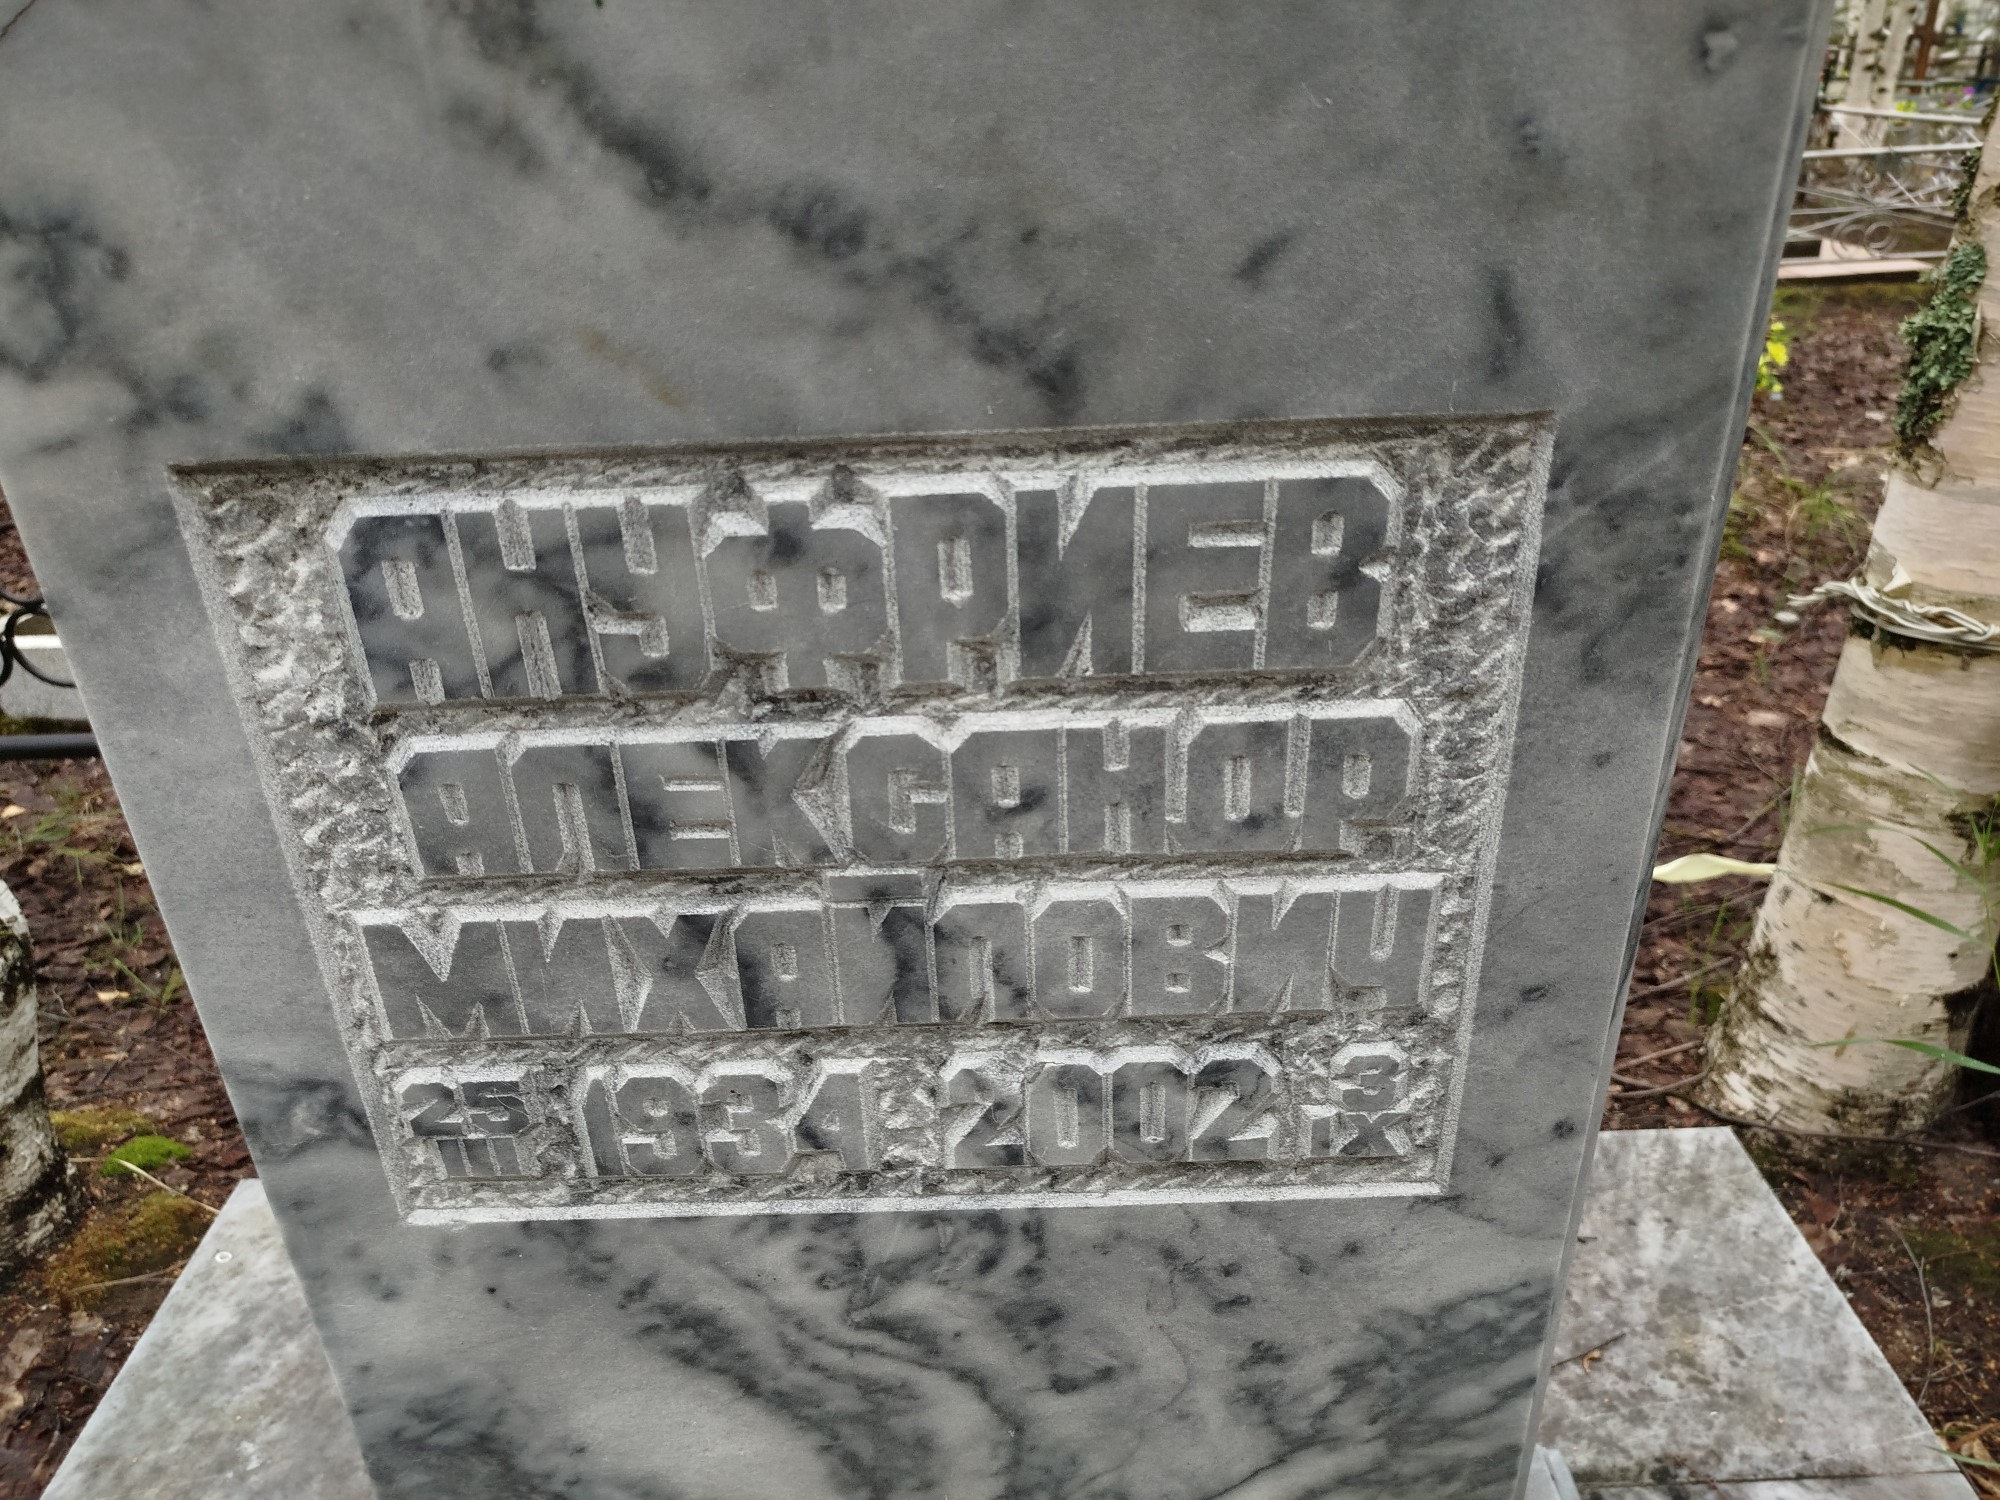 АНУФРИЕВ
АЛЕКСАНДР
МИХАЙЛОВИЧ
25 III 1934 2002 3 IX